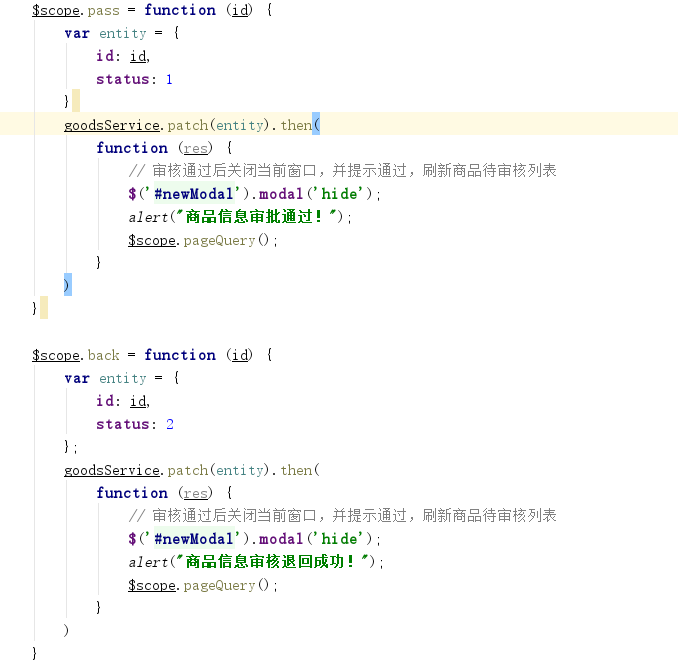 $scope.pass = function (id) {
    var entity = {
        id: id,
        status: 1
    }
    goodsService.patch(entity).then(
        function (res) {
            // 审核通过后关闭当前窗口，并提示通过，刷新商品待审核列表
            $('#newModal').modal('hide');
            alert("商品信息审批通过！");
            $scope.pageQuery();
        }
    )
}
$scope.back = function (id) {
    var entity = {
        id: id,
        status: 2
    };
    goodsService.patch(entity).then(
        function (res) {
            // 审核通过后关闭当前窗口，并提示通过，刷新商品待审核列表
            $('#newModal').modal('hide');
            alert("商品信息审核退回成功！");
            $scope.pageQuery();
        }
    )
}